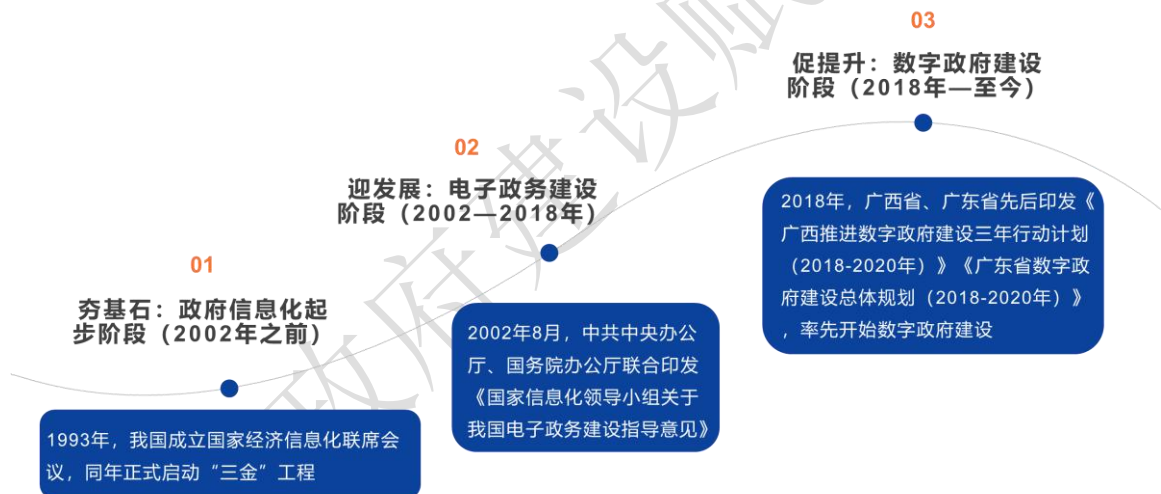 03
促提升：数字政府建设
阶段（2018年—至今）
02
迎发展：电子政务建设
阶段（2002—2018年）
2018年，广西省、广东省先后印发《
广西推进数字政府建设三年行动计划
（2018-2020年）》《广东省数字政
府建设总体规划（2018-2020年）》
，率先开始数字政府建设
01
夯基石：政府信息化起
步阶段（2002年之前）
2002年8月，中共中央办公
厅、国务院办公厅联合印发
《国家信息化领导小组关于
我国电子政务建设指导意见》
1993年，我国成立国家经济信息化联席会
议，同年正式启动“三金”工程
政府建设